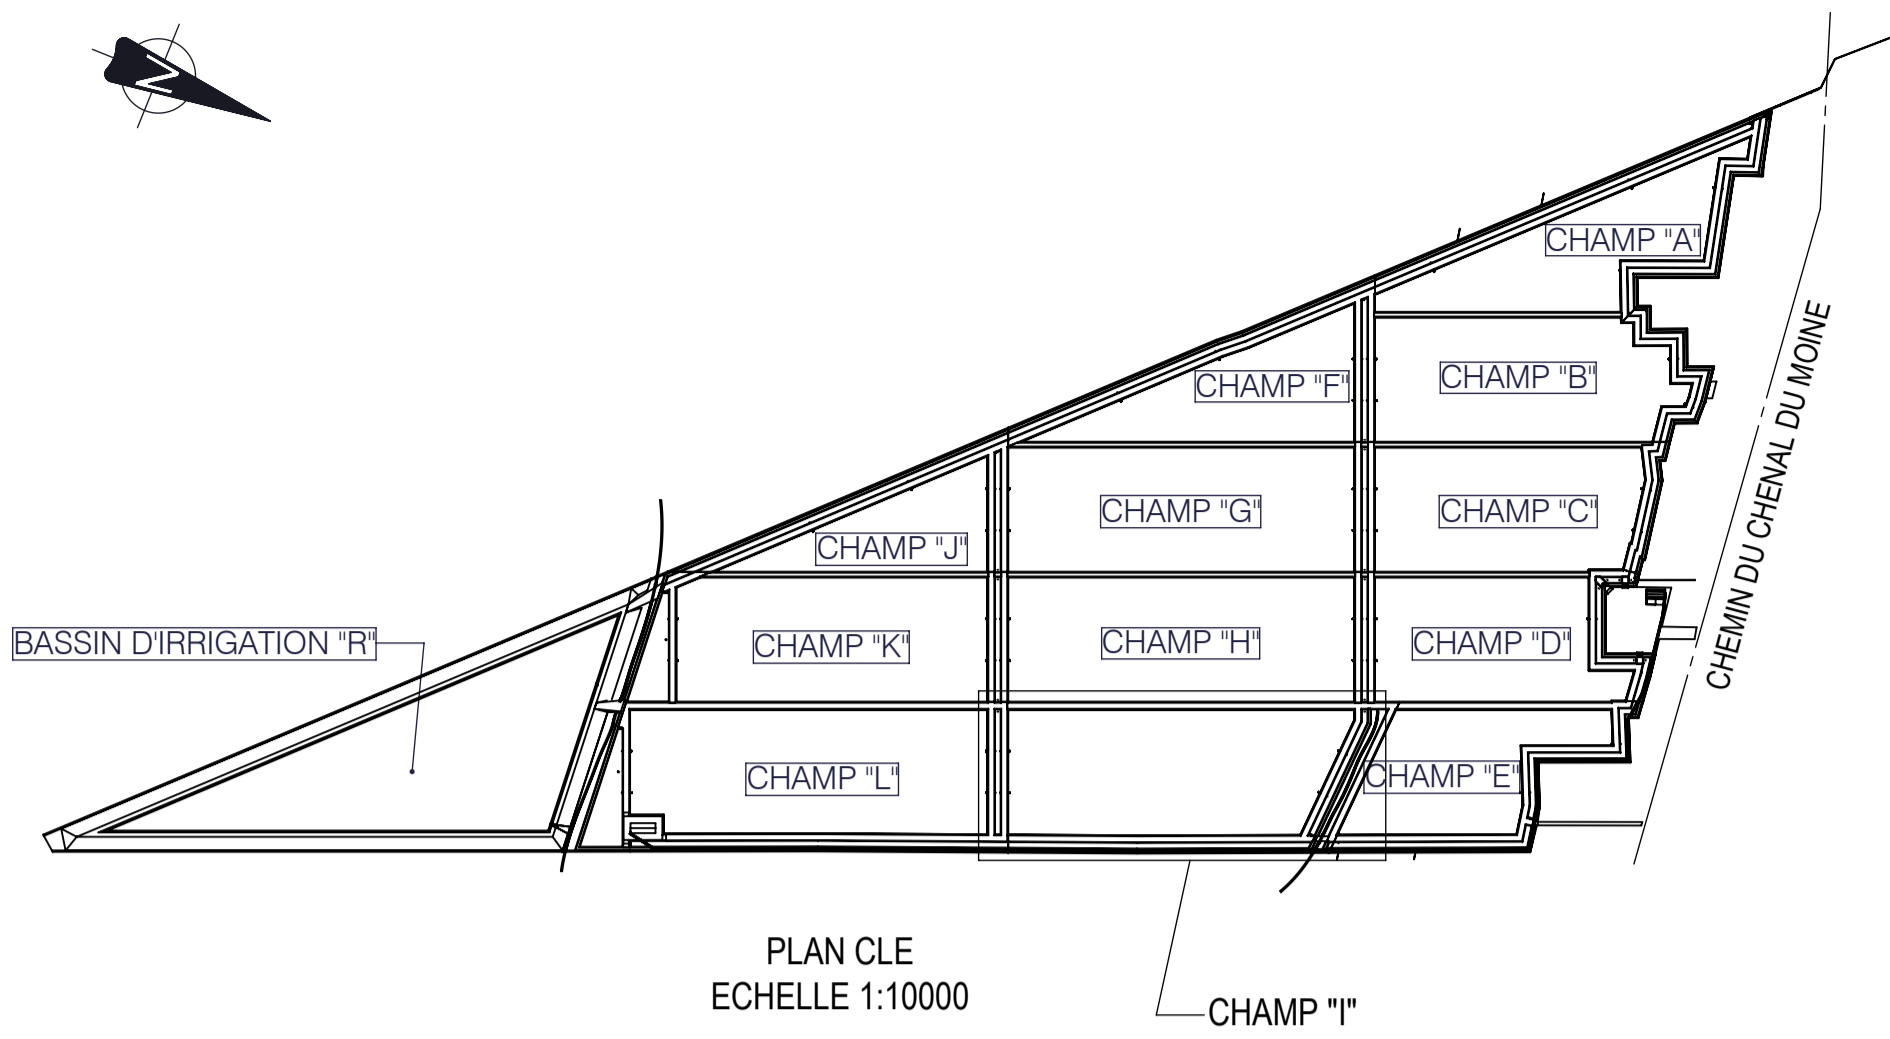 N
CHAMP "A"
CHAMP "F"
CHAMP "B"
CHEMIN DU CHENAL DU MOINE
CHAMP "G"
CHAMP "C"
CHAMP "J"
BASSIN D'IRRIGATION "R"
CHAMP "K"
CHAMP "H"
CHAMP "D"
CHAMP "L"
CHAMP "E"
PLAN CLE
ECHELLE 1:10000
CHAMP "I"